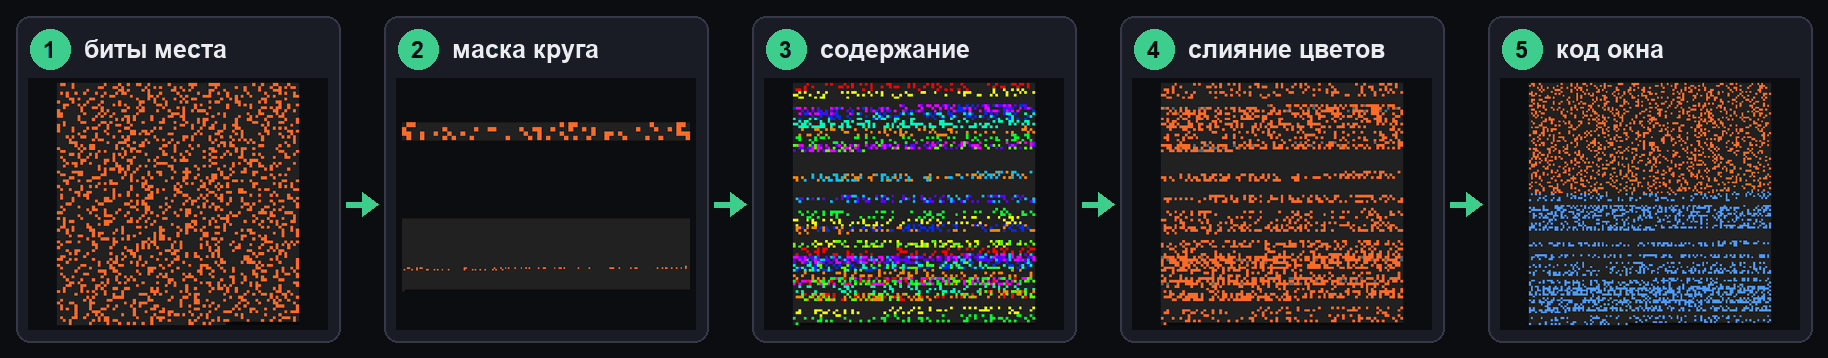 1 биты места
2 маска круга
3 содержание
4 слияние цветов
5 код окна